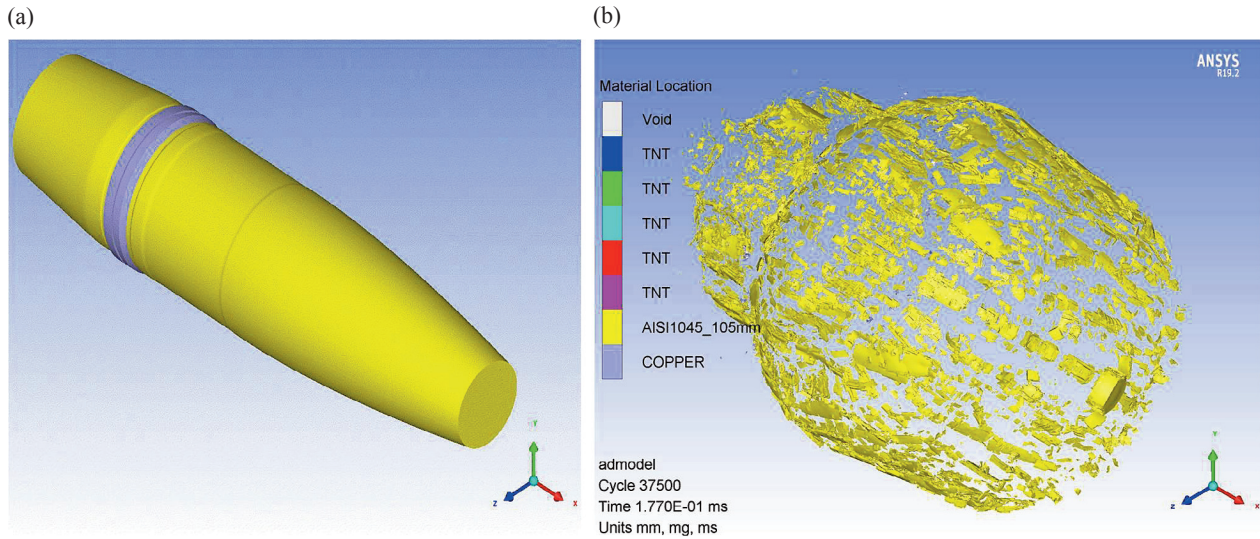 (a)
(b)
ANSYS
R19.2
Material Location
Void
TNT
TNT
TNT
TNT
TNT
AISI1045_105mm
COPPER
admodel
Cycle 37500
Time 1.770E-01 ms
Units mm, mg, ms
Y
Z
X
Y
Z
X